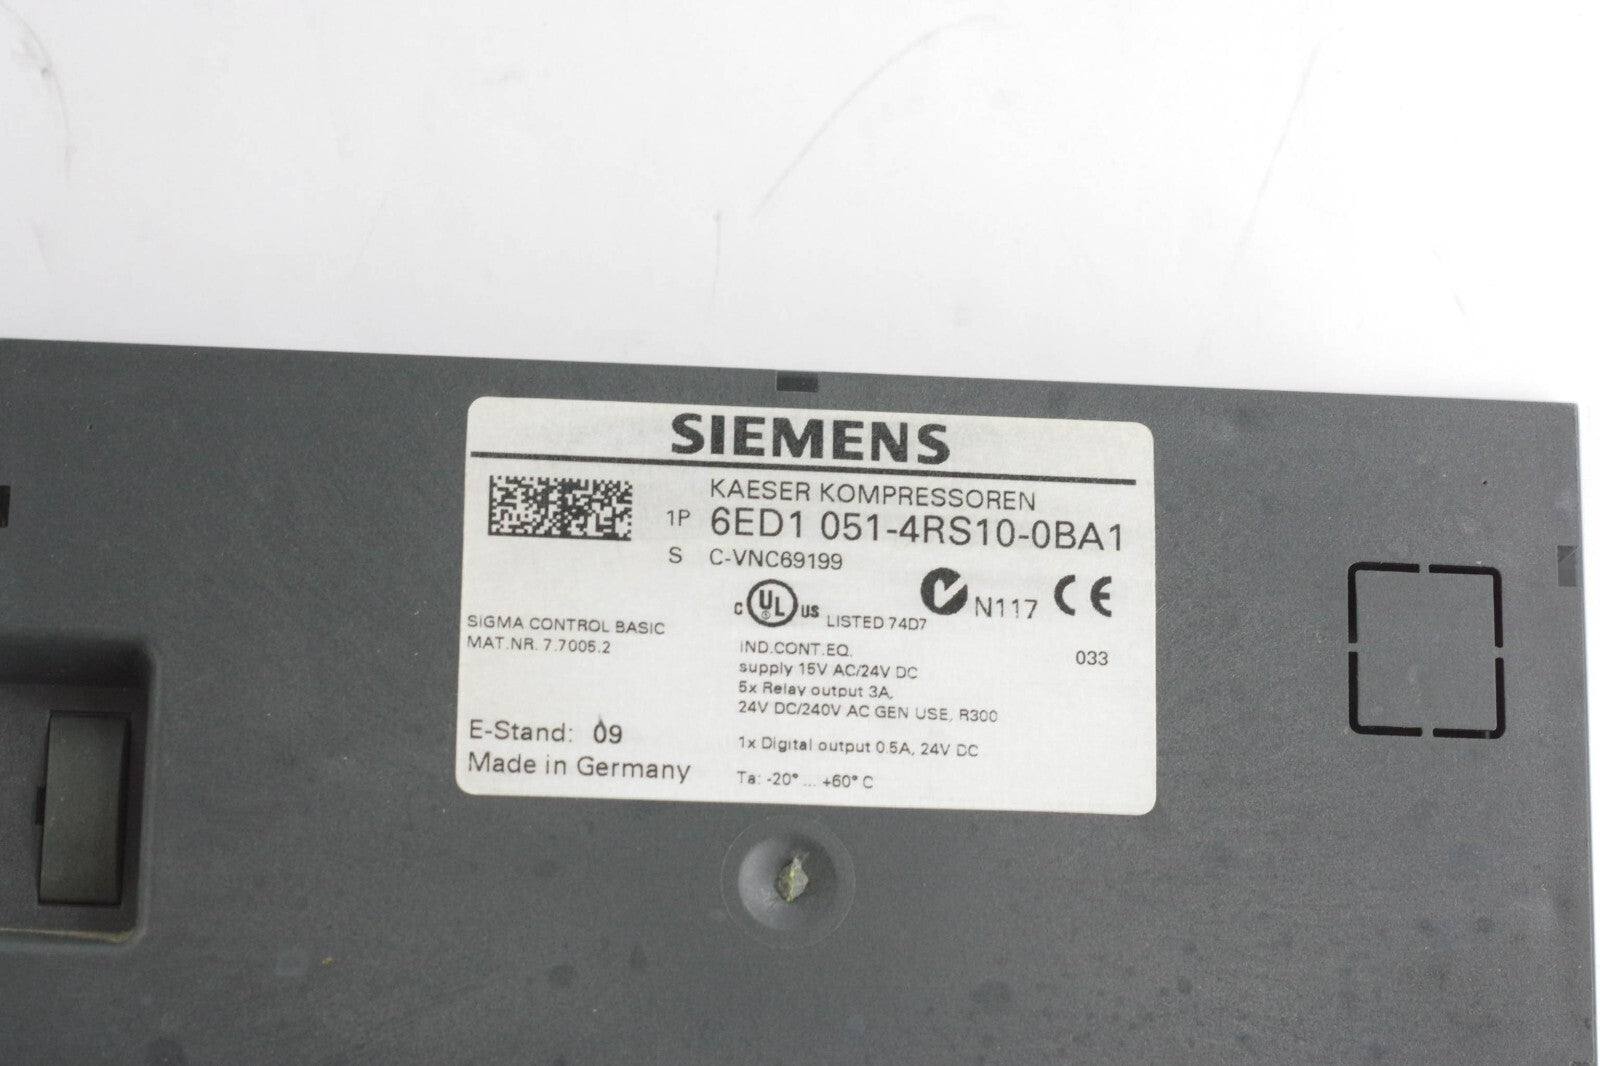 SIEMENS
KAESER KOMPRESSOREN
1P 6ED1 051-4RS10-0BA1
S C-VNC69199
C UL US LISTED 74D7 N117 CE
SIGMA CONTROL BASIC
MAT.NR. 7.7005.2
IND.CONT.EQ.
supply 15V AC/24V DC
5x Relay output 3A,
24V DC/240V AC GEN USE, R300
033
1x Digital output 0.5A, 24V DC
Ta: -20° ... +60° C
E-Stand: 09
Made in Germany